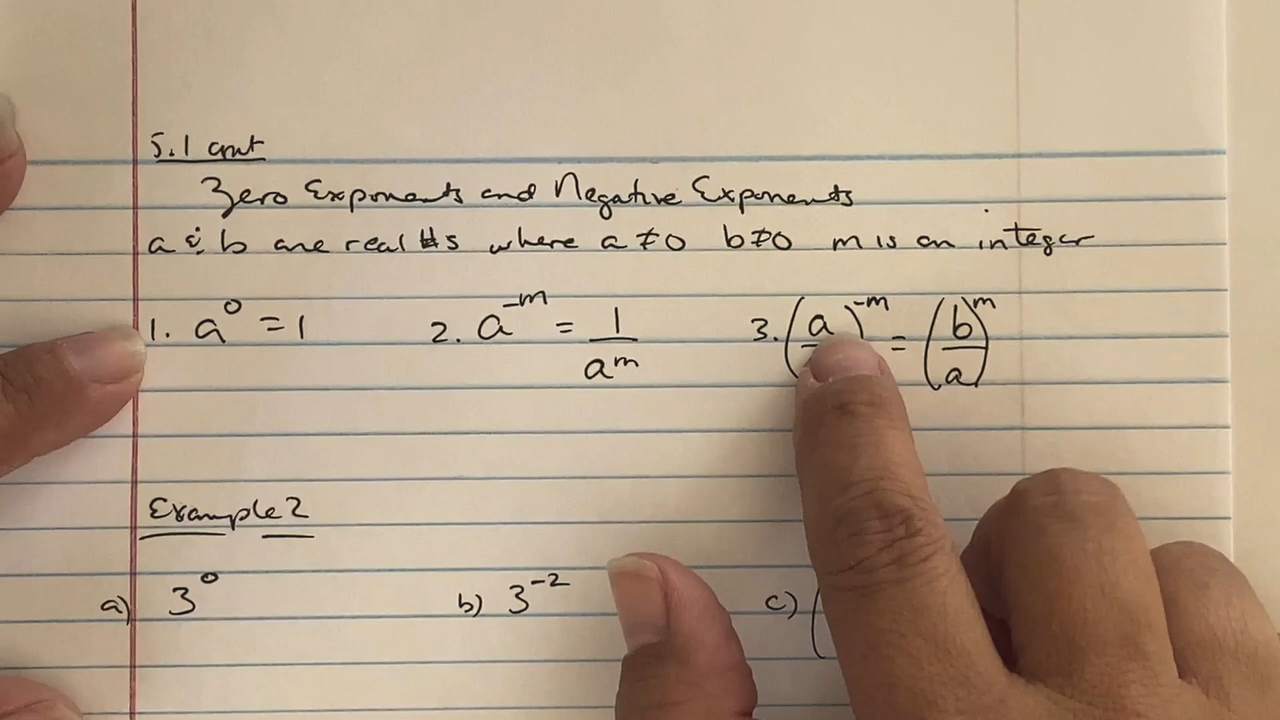 5.1 cont
Zero Exponents and Negative Exponents
a & b are real #s where a ≠ 0 b ≠ 0 m is an integer
1. a⁰ = 1 2. a⁻ᵐ = 1/aᵐ 3. (a/ )⁻ᵐ = (b/a)ᵐ
Example 2
a) 3⁰ b) 3⁻² c) (